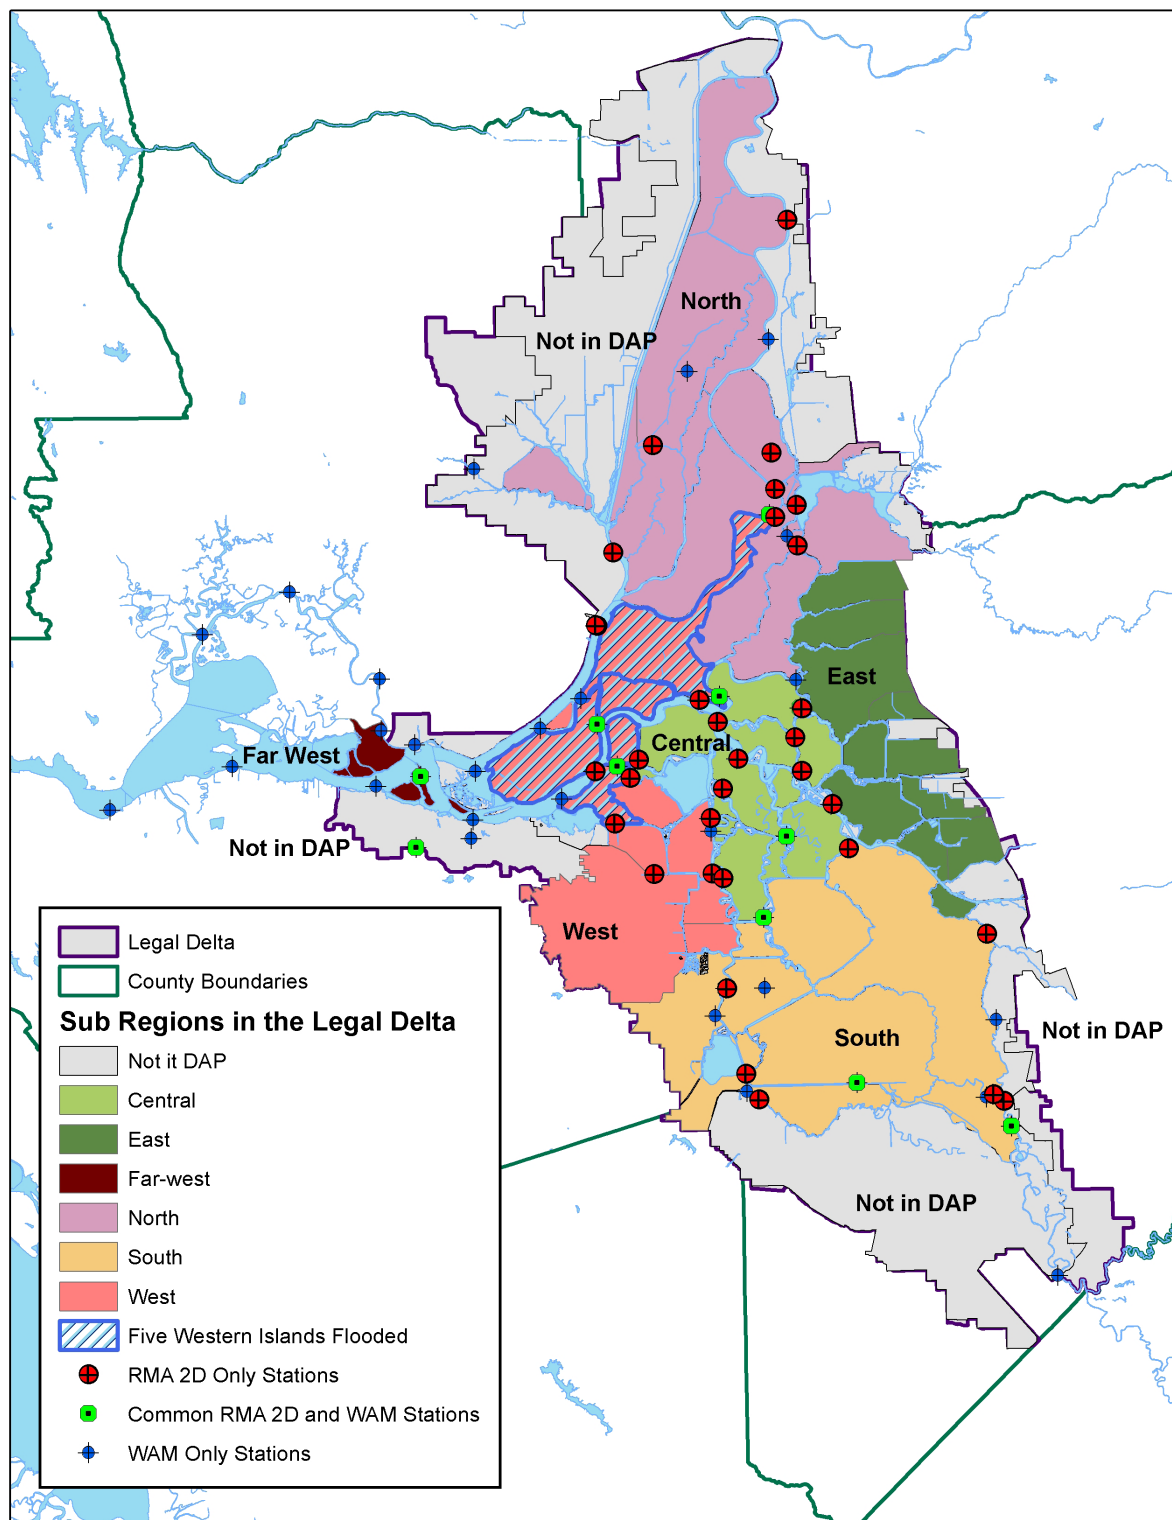 North
Not in DAP
East
Central
Far West
Not in DAP
West
South
Not in DAP
Not in DAP
Legal Delta
County Boundaries
Sub Regions in the Legal Delta
Not it DAP
Central
East
Far-west
North
South
West
Five Western Islands Flooded
RMA 2D Only Stations
Common RMA 2D and WAM Stations
WAM Only Stations